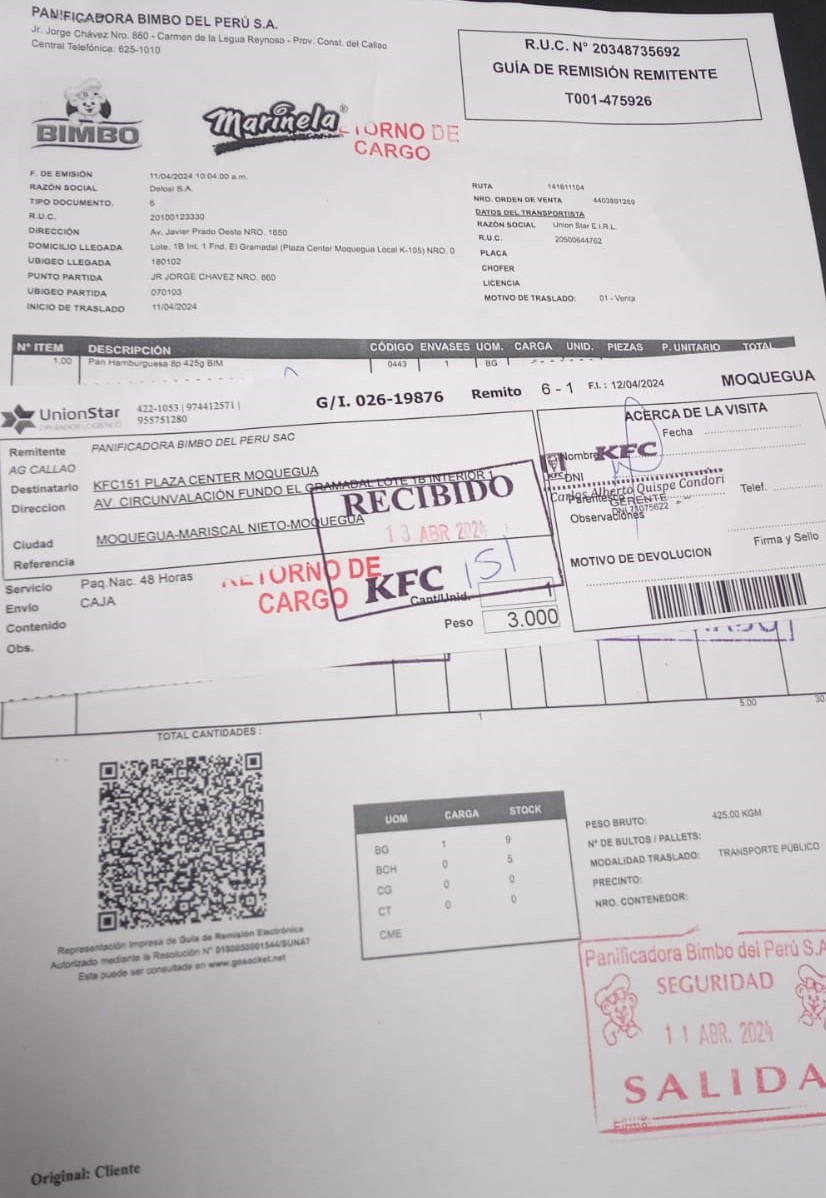 PANIFICADORA BIMBO DEL PERÚ S.A.
Jr. Jorge Chávez Nro. 860 - Carmen de la Legua Reynoso - Prov. Const. del Callao
Central Telefónica: 625-1010
R.U.C. N° 20348735692
GUÍA DE REMISIÓN REMITENTE
T001-475926
BIMBO
Marinela®
RETORNO DE
CARGO
F. DE EMISIÓN 11/04/2024 10:04:00 a.m.
RAZÓN SOCIAL Delosi S.A.
TIPO DOCUMENTO. 6
R.U.C. 20100123330
DIRECCIÓN Av. Javier Prado Oeste NRO. 1650
DOMICILIO LLEGADA Lote. 1B Int. 1 Fnd. El Gramadal (Plaza Center Moquegua Local K-105) NRO. 0
UBIGEO LLEGADA 180102
PUNTO PARTIDA JR JORGE CHAVEZ NRO. 860
UBIGEO PARTIDA 070103
INICIO DE TRASLADO 11/04/2024
RUTA 141611104
NRO. ORDEN DE VENTA 4403801269
DATOS DEL TRANSPORTISTA
RAZÓN SOCIAL Union Star E.I.R.L.
R.U.C. 20500644762
PLACA
CHOFER
LICENCIA
MOTIVO DE TRASLADO: 01 - Venta
N° ITEM DESCRIPCIÓN CÓDIGO ENVASES UOM. CARGA UNID. PIEZAS P. UNITARIO TOTAL
1.00 Pan Hamburguesa 8p 425g BIM 0443 1 BG
UnionStar
OPERADOR LOGISTICO
422-1053 | 974412571 |
955751280
G/I. 026-19876 Remito 6 - 1 F.I. : 12/04/2024 MOQUEGUA
Remitente PANIFICADORA BIMBO DEL PERU SAC
AG CALLAO
Destinatario KFC151 PLAZA CENTER MOQUEGUA
Direccion AV. CIRCUNVALACIÓN FUNDO EL GRAMADAL LOTE 1B INTERIOR 1
Ciudad MOQUEGUA-MARISCAL NIETO-MOQUEGUA
Referencia
Servicio Paq.Nac. 48 Horas
Envio CAJA
Contenido
Obs.
Cant/Unid. 1
Peso 3.000
RETORNO DE
CARGO
RECIBIDO
13 ABR 2024
KFC 151
ACERCA DE LA VISITA
Fecha
Nombre
DNI
Parentesco
Telef.
Observaciones
Firma y Sello
MOTIVO DE DEVOLUCION
KFC
KFC
Carlos Alberto Quispe Condori
GERENTE
1 5.00 30
TOTAL CANTIDADES :
UOM CARGA STOCK
BG 1 9
BCH 0 5
CG 0 0
CT 0 0
CME
PESO BRUTO: 425.00 KGM
N° DE BULTOS / PALLETS:
MODALIDAD TRASLADO: TRANSPORTE PÚBLICO
PRECINTO:
NRO. CONTENEDOR:
Representación Impresa de Guía de Remisión Electrónica
Autorizado mediante la Resolución N° 0180050001544/SUNAT
Esta puede ser consultada en www.gosocket.net
Panificadora Bimbo del Perú S.A
SEGURIDAD
11 ABR. 2024
SALIDA
Firma:
Original: Cliente